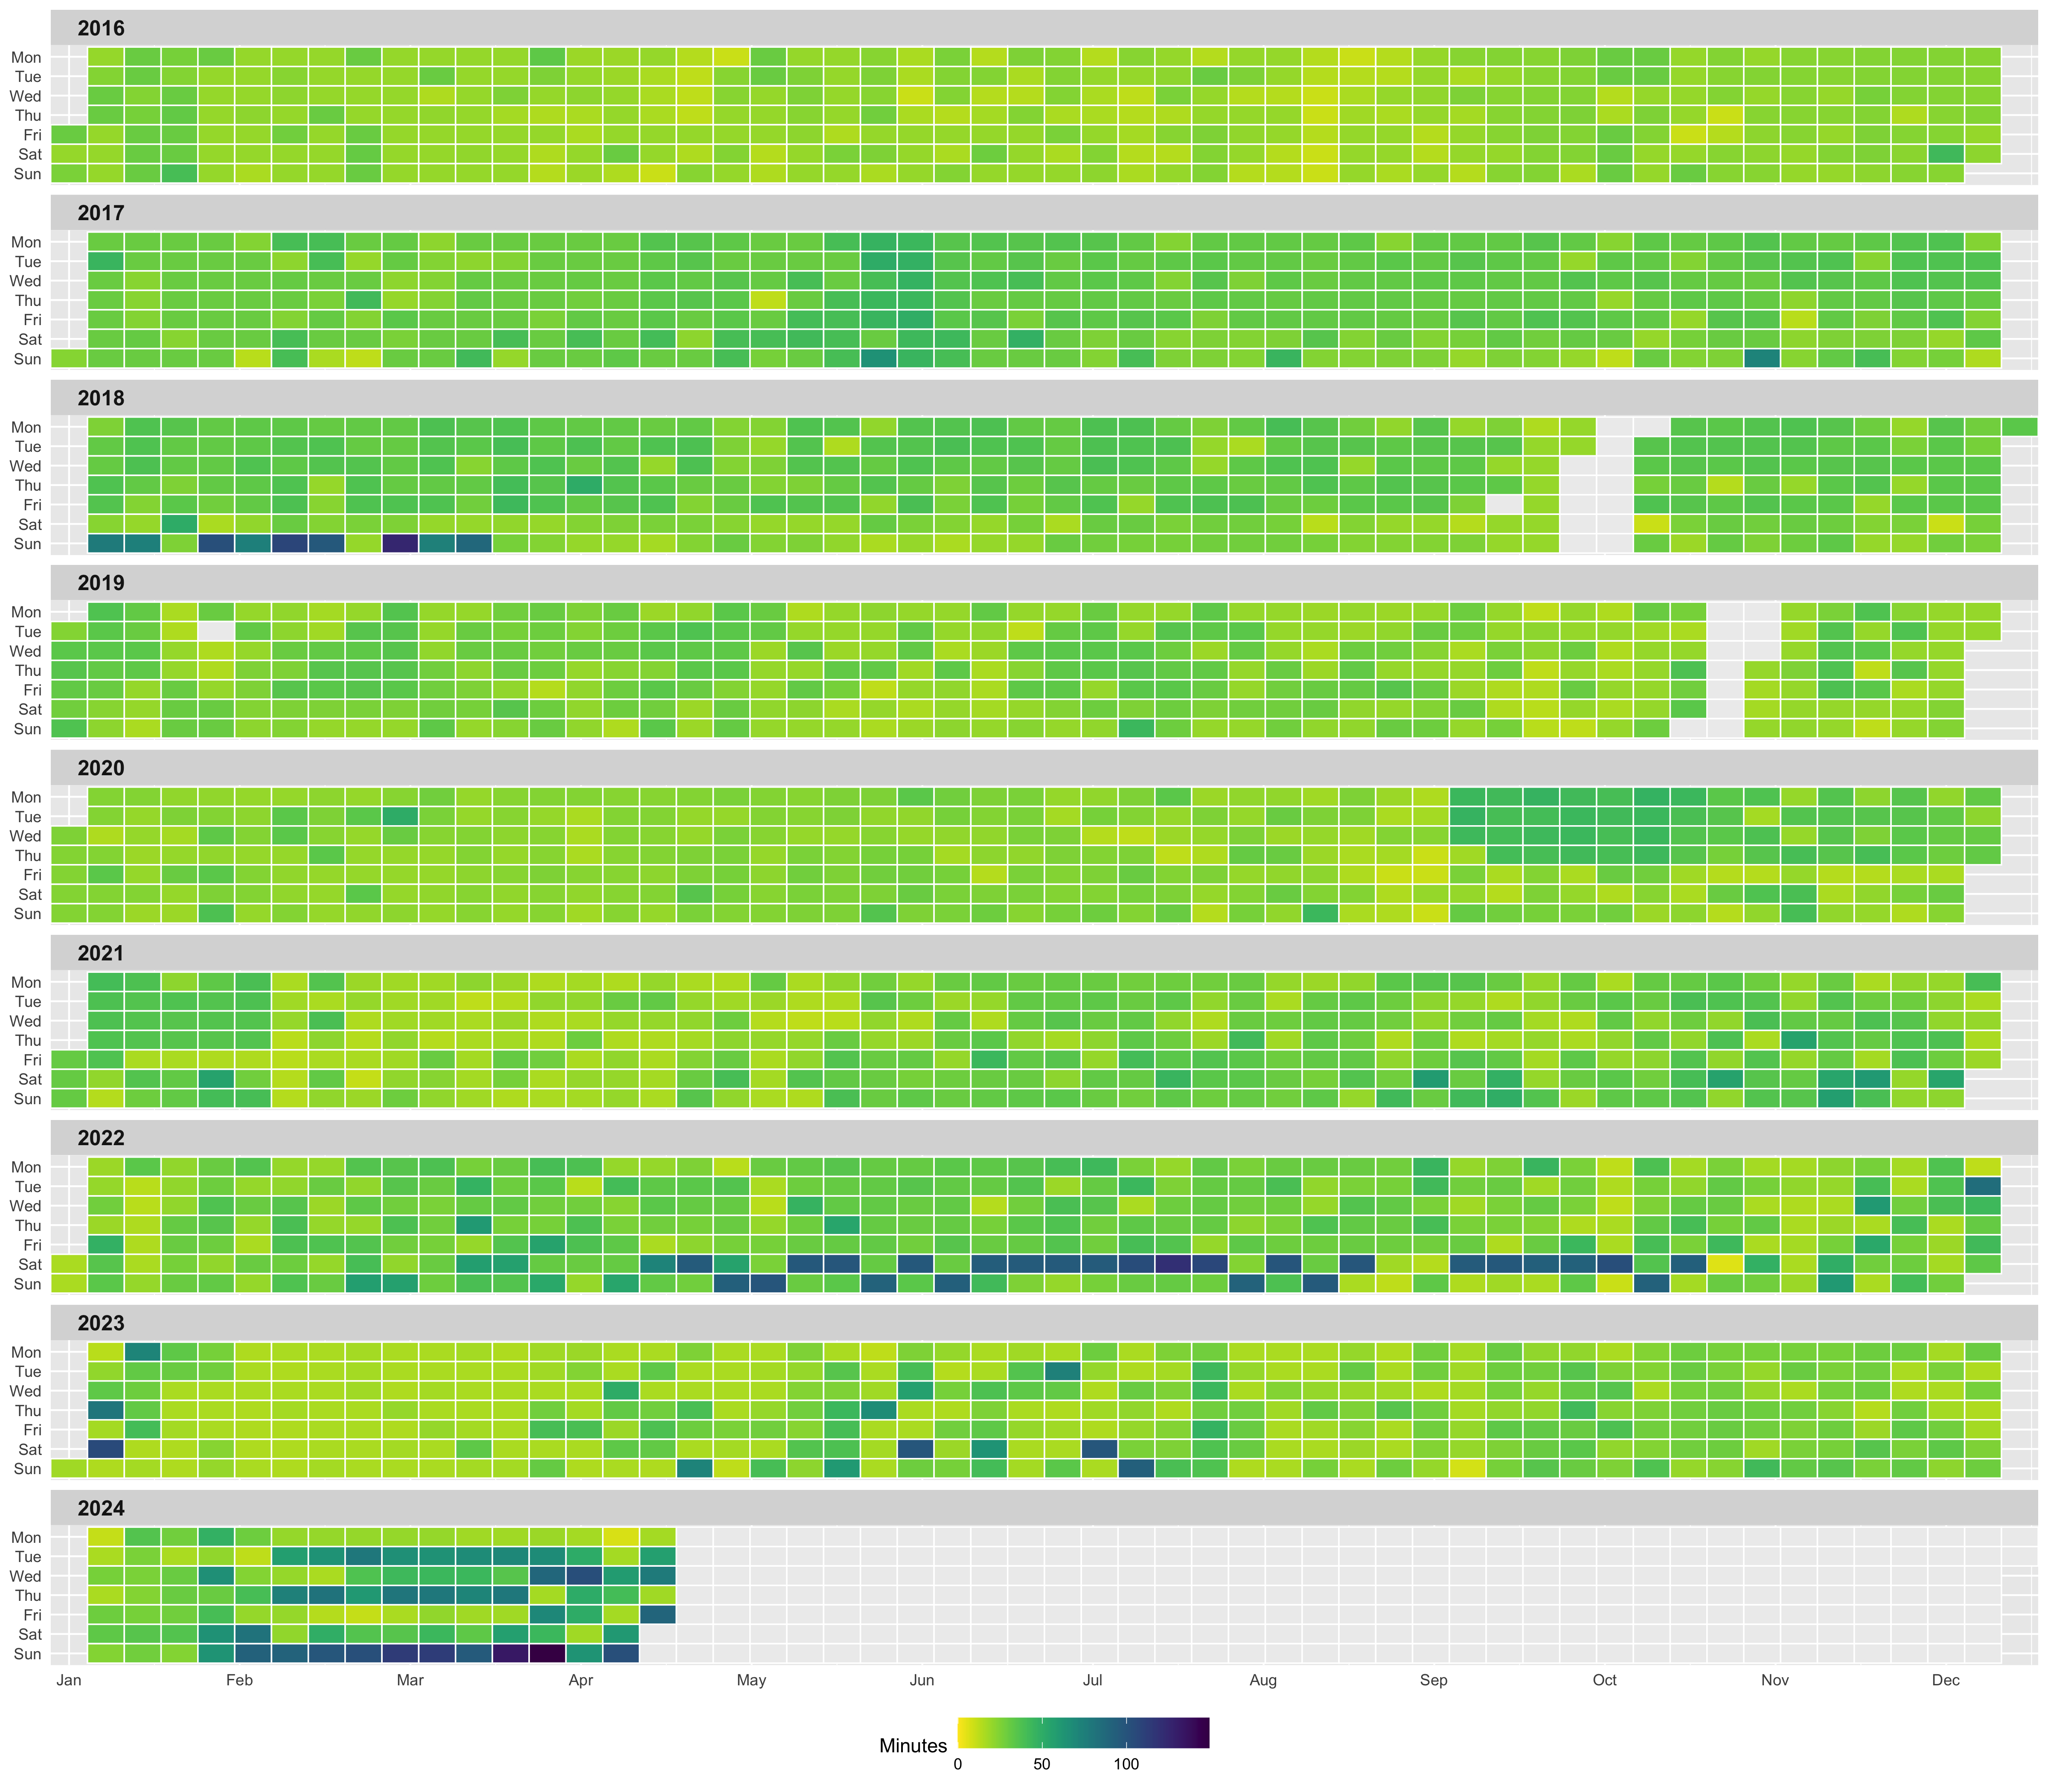 2016
Mon
Tue
Wed
Thu
Fri
Sat
Sun
2017
Mon
Tue
Wed
Thu
Fri
Sat
Sun
2018
Mon
Tue
Wed
Thu
Fri
Sat
Sun
2019
Mon
Tue
Wed
Thu
Fri
Sat
Sun
2020
Mon
Tue
Wed
Thu
Fri
Sat
Sun
2021
Mon
Tue
Wed
Thu
Fri
Sat
Sun
2022
Mon
Tue
Wed
Thu
Fri
Sat
Sun
2023
Mon
Tue
Wed
Thu
Fri
Sat
Sun
2024
Mon
Tue
Wed
Thu
Fri
Sat
Sun
Jan Feb Mar Apr May Jun Jul Aug Sep Oct Nov Dec
Minutes
0 50 100